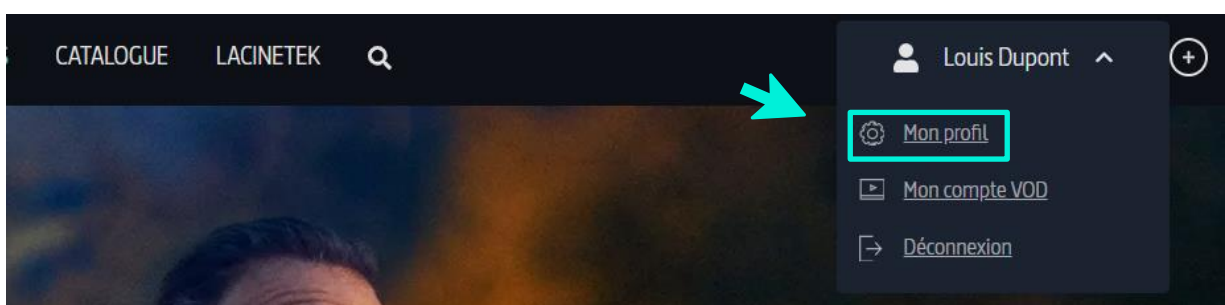 CATALOGUE LACINETEK Louis Dupont
Mon profil
Mon compte VOD
Déconnexion